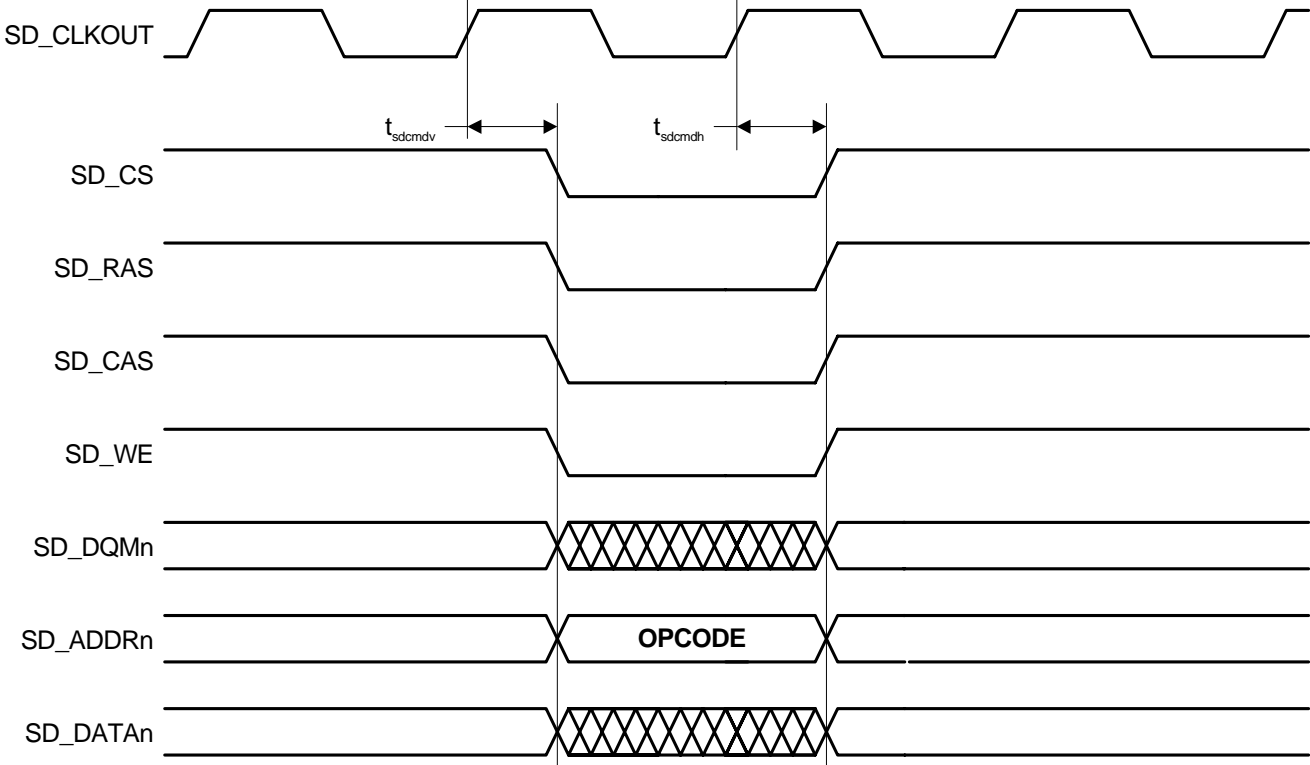 SD_CLKOUT
t_sdcmdv
t_sdcmdh
SD_CS
SD_RAS
SD_CAS
SD_WE
SD_DQMn
SD_ADDRn
OPCODE
SD_DATAn